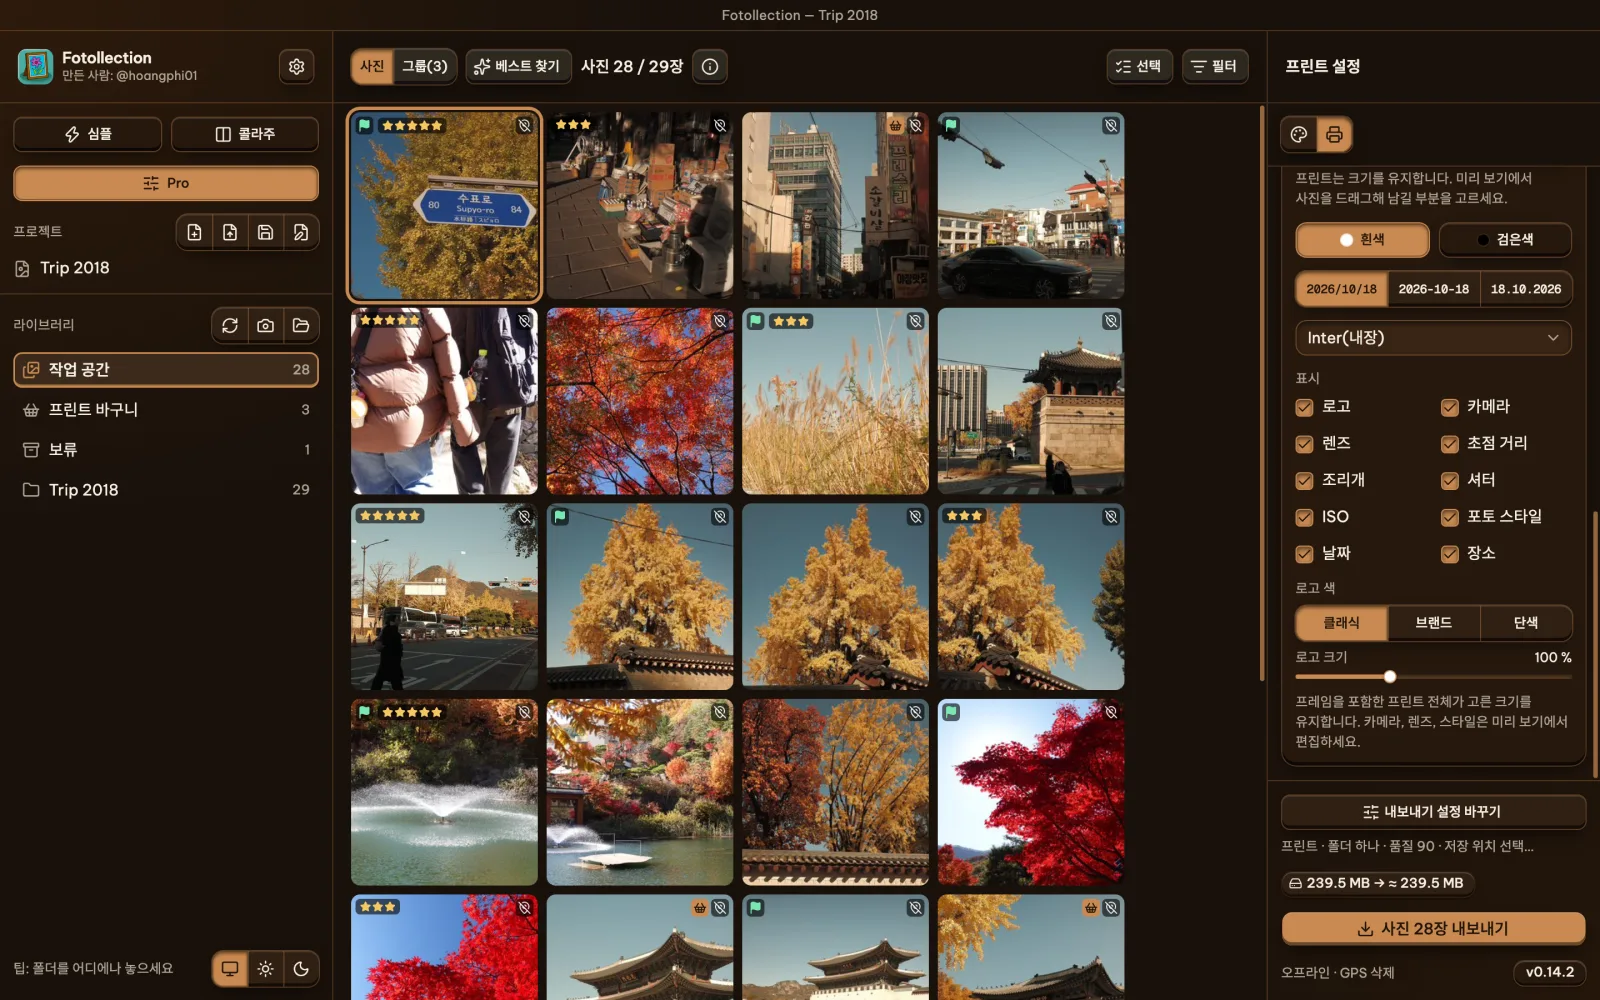 Fotollection – Trip 2018
Fotollection
만든 사람: @hoangphi01
심플
콜라주
Pro
프로젝트
Trip 2018
라이브러리
작업 공간 28
프린트 바구니 3
보류 1
Trip 2018 29
팁: 폴더를 어디에나 놓으세요
사진
그룹(3)
베스트 찾기
사진 28 / 29장
선택
필터
수표로
80 Supyo-ro 84
프린트 설정
프린트는 크기를 유지합니다. 미리 보기에서
사진을 드래그해 남길 부분을 고르세요.
흰색
검은색
2026/10/18
2026-10-18
18.10.2026
Inter(내장)
표시
로고
카메라
렌즈
초점 거리
조리개
셔터
ISO
포토 스타일
날짜
장소
로고 색
클래식
브랜드
단색
로고 크기 100 %
프레임을 포함한 프린트 전체가 고른 크기를
유지합니다. 카메라, 렌즈, 스타일은 미리 보기에서
편집하세요.
내보내기 설정 바꾸기
프린트 · 폴더 하나 · 품질 90 · 저장 위치 선택...
239.5 MB → ≈ 239.5 MB
사진 28장 내보내기
오프라인 · GPS 삭제
v0.14.2